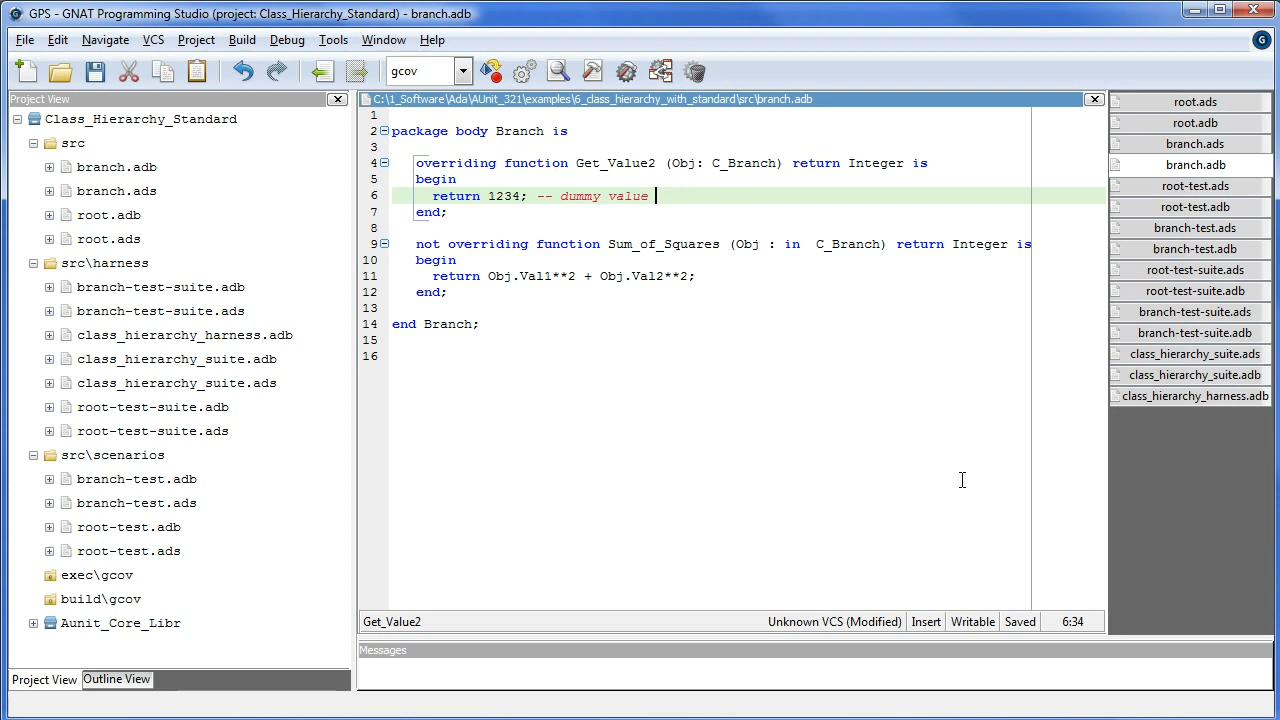 GPS - GNAT Programming Studio (project: Class_Hierarchy_Standard) - branch.adb
File Edit Navigate VCS Project Build Debug Tools Window Help
gcov
Project View
Class_Hierarchy_Standard
src
branch.adb
branch.ads
root.adb
root.ads
src\harness
branch-test-suite.adb
branch-test-suite.ads
class_hierarchy_harness.adb
class_hierarchy_suite.adb
class_hierarchy_suite.ads
root-test-suite.adb
root-test-suite.ads
src\scenarios
branch-test.adb
branch-test.ads
root-test.adb
root-test.ads
exec\gcov
build\gcov
Aunit_Core_Libr
Project View Outline View
C:\1_Software\Ada\AUnit_321\examples\6_class_hierarchy_with_standard\src\branch.adb
1
2 package body Branch is
3
4 overriding function Get_Value2 (Obj: C_Branch) return Integer is
5 begin
6 return 1234; -- dummy value
7 end;
8
9 not overriding function Sum_of_Squares (Obj : in  C_Branch) return Integer is
10 begin
11 return Obj.Val1**2 + Obj.Val2**2;
12 end;
13
14 end Branch;
15
16
Get_Value2 Unknown VCS (Modified) Insert Writable Saved 6:34
Messages
root.ads
root.adb
branch.ads
branch.adb
root-test.ads
root-test.adb
branch-test.ads
branch-test.adb
root-test-suite.ads
root-test-suite.adb
branch-test-suite.ads
branch-test-suite.adb
class_hierarchy_suite.ads
class_hierarchy_suite.adb
class_hierarchy_harness.adb